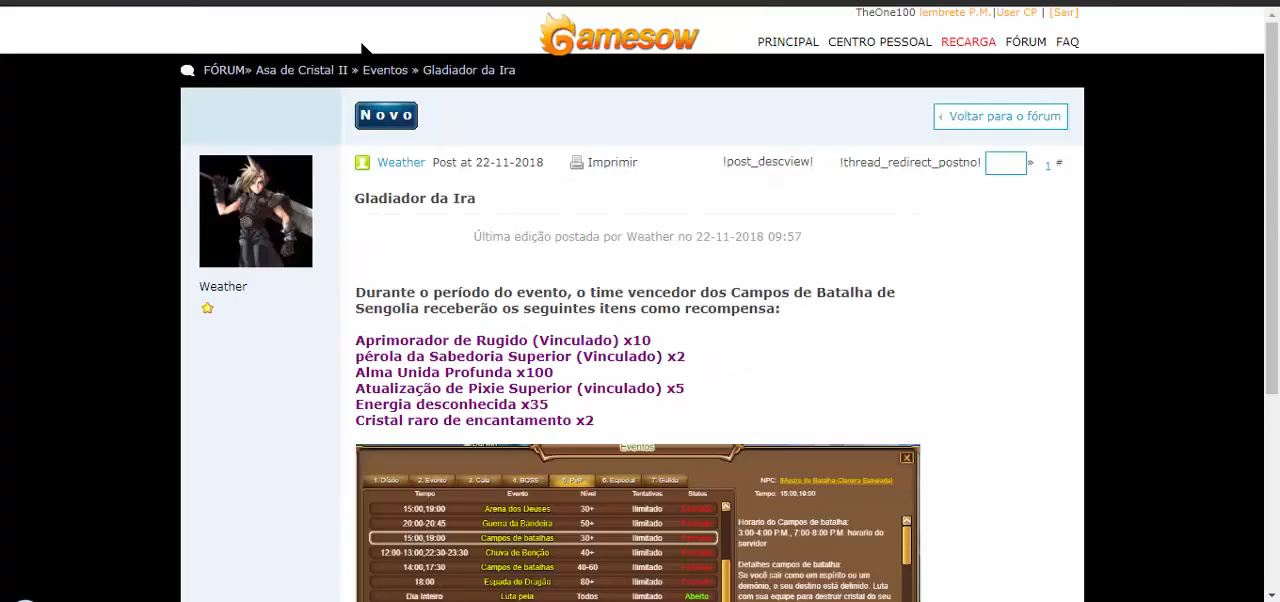 TheOne100 lembrete P.M.|User CP | [Sair]
Gamesow
PRINCIPAL CENTRO PESSOAL RECARGA FÓRUM FAQ
FÓRUM» Asa de Cristal II » Eventos » Gladiador da Ira
Novo
Voltar para o fórum
Weather Post at 22-11-2018 Imprimir !post_descview! !thread_redirect_postno! » 1 #
Gladiador da Ira
Última edição postada por Weather no 22-11-2018 09:57
Weather
Durante o período do evento, o time vencedor dos Campos de Batalha de
Sengolia receberão os seguintes itens como recompensa:
Aprimorador de Rugido (Vinculado) x10
pérola da Sabedoria Superior (Vinculado) x2
Alma Unida Profunda x100
Atualização de Pixie Superior (vinculado) x5
Energia desconhecida x35
Cristal raro de encantamento x2
Eventos
1. Diário 2. Evento 3. Cala 4. BOSS 5. PvP 6. Especial 7. Guilda
Tempo Evento Nível Tentativas Status
15:00,19:00 Arena dos Deuses 30+ Ilimitado
20:00-20:45 Guerra da Bandeira 50+ Ilimitado
15:00,19:00 Campos de batalhas 30+ Ilimitado
12:00-13:00,22:30-23:30 Chuva de Benção 40+ Ilimitado
14:00,17:30 Campos de batalhas 40-60 Ilimitado
18:00 Espada do Dragão 80+ Ilimitado
Dia Inteiro Luta pela Todos Ilimitado Aberto
NPC: [Mestre de Batalha-Clareira Estrelada]
Tempo: 15:00,19:00
Horario do Campos de batalha:
3:00-4:00 P.M., 7:00-8:00 P.M. horario do
servidor
Detalhes campos de batalha:
Se você sair como um espírito ou um
demônio, o seu destino está definido. Luta
com sua equipe para destruir cristal do seu